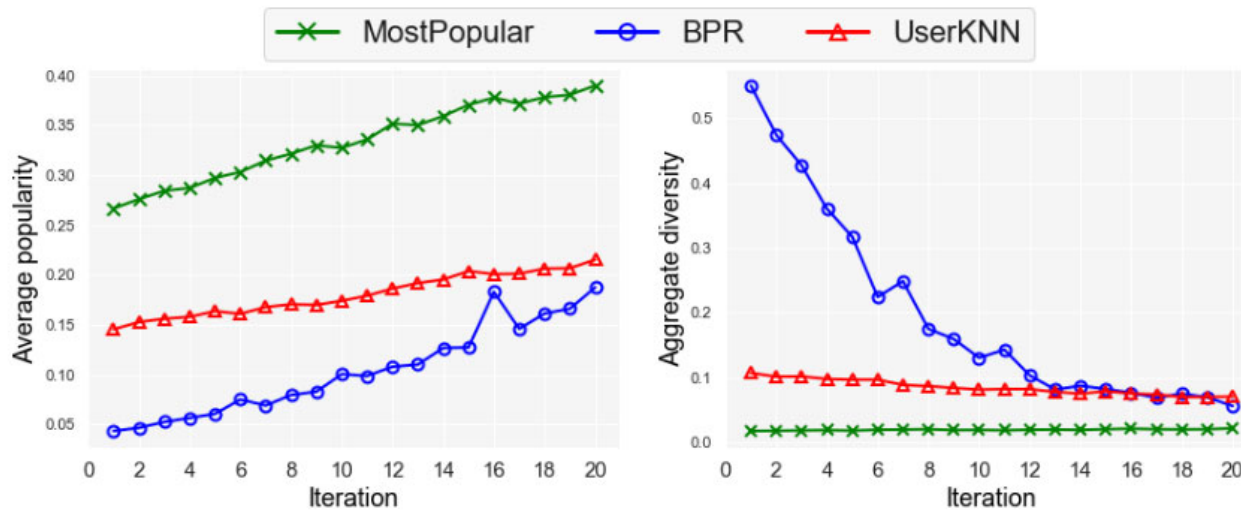 MostPopular BPR UserKNN
Average popularity
0.40
0.35
0.30
0.25
0.20
0.15
0.10
0.05
0 2 4 6 8 10 12 14 16 18 20
Iteration
Aggregate diversity
0.5
0.4
0.3
0.2
0.1
0.0
0 2 4 6 8 10 12 14 16 18 20
Iteration